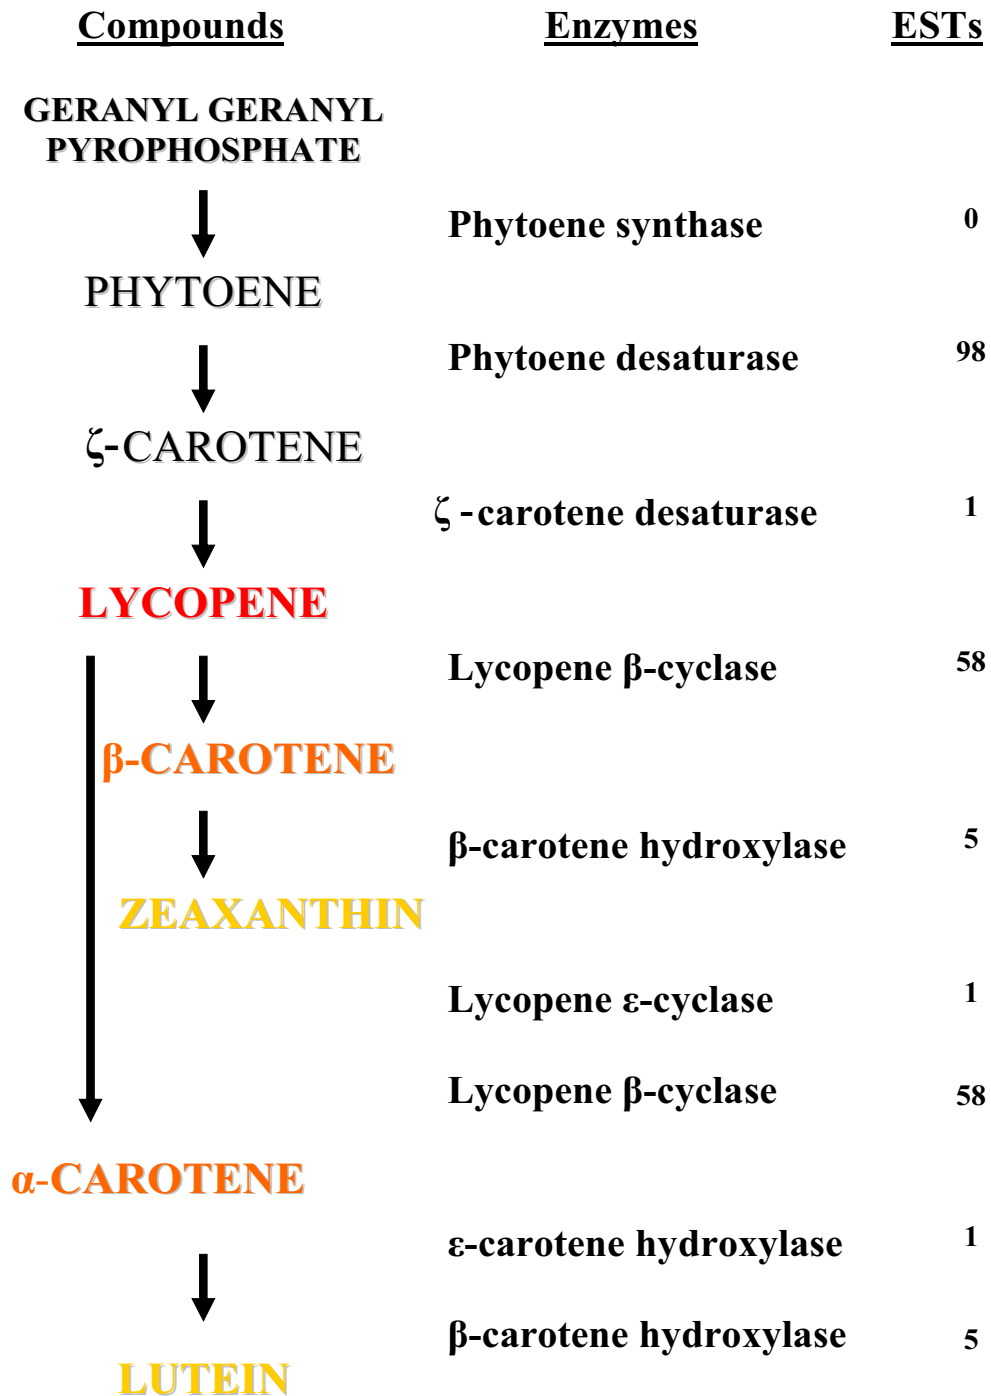 Compounds Enzymes ESTs
GERANYL GERANYL
PYROPHOSPHATE
Phytoene synthase 0
PHYTOENE
Phytoene desaturase 98
ζ-CAROTENE
ζ -carotene desaturase 1
LYCOPENE
Lycopene β-cyclase 58
β-CAROTENE
β-carotene hydroxylase 5
ZEAXANTHIN
Lycopene ε-cyclase 1
Lycopene β-cyclase 58
α-CAROTENE
ε-carotene hydroxylase 1
β-carotene hydroxylase 5
LUTEIN